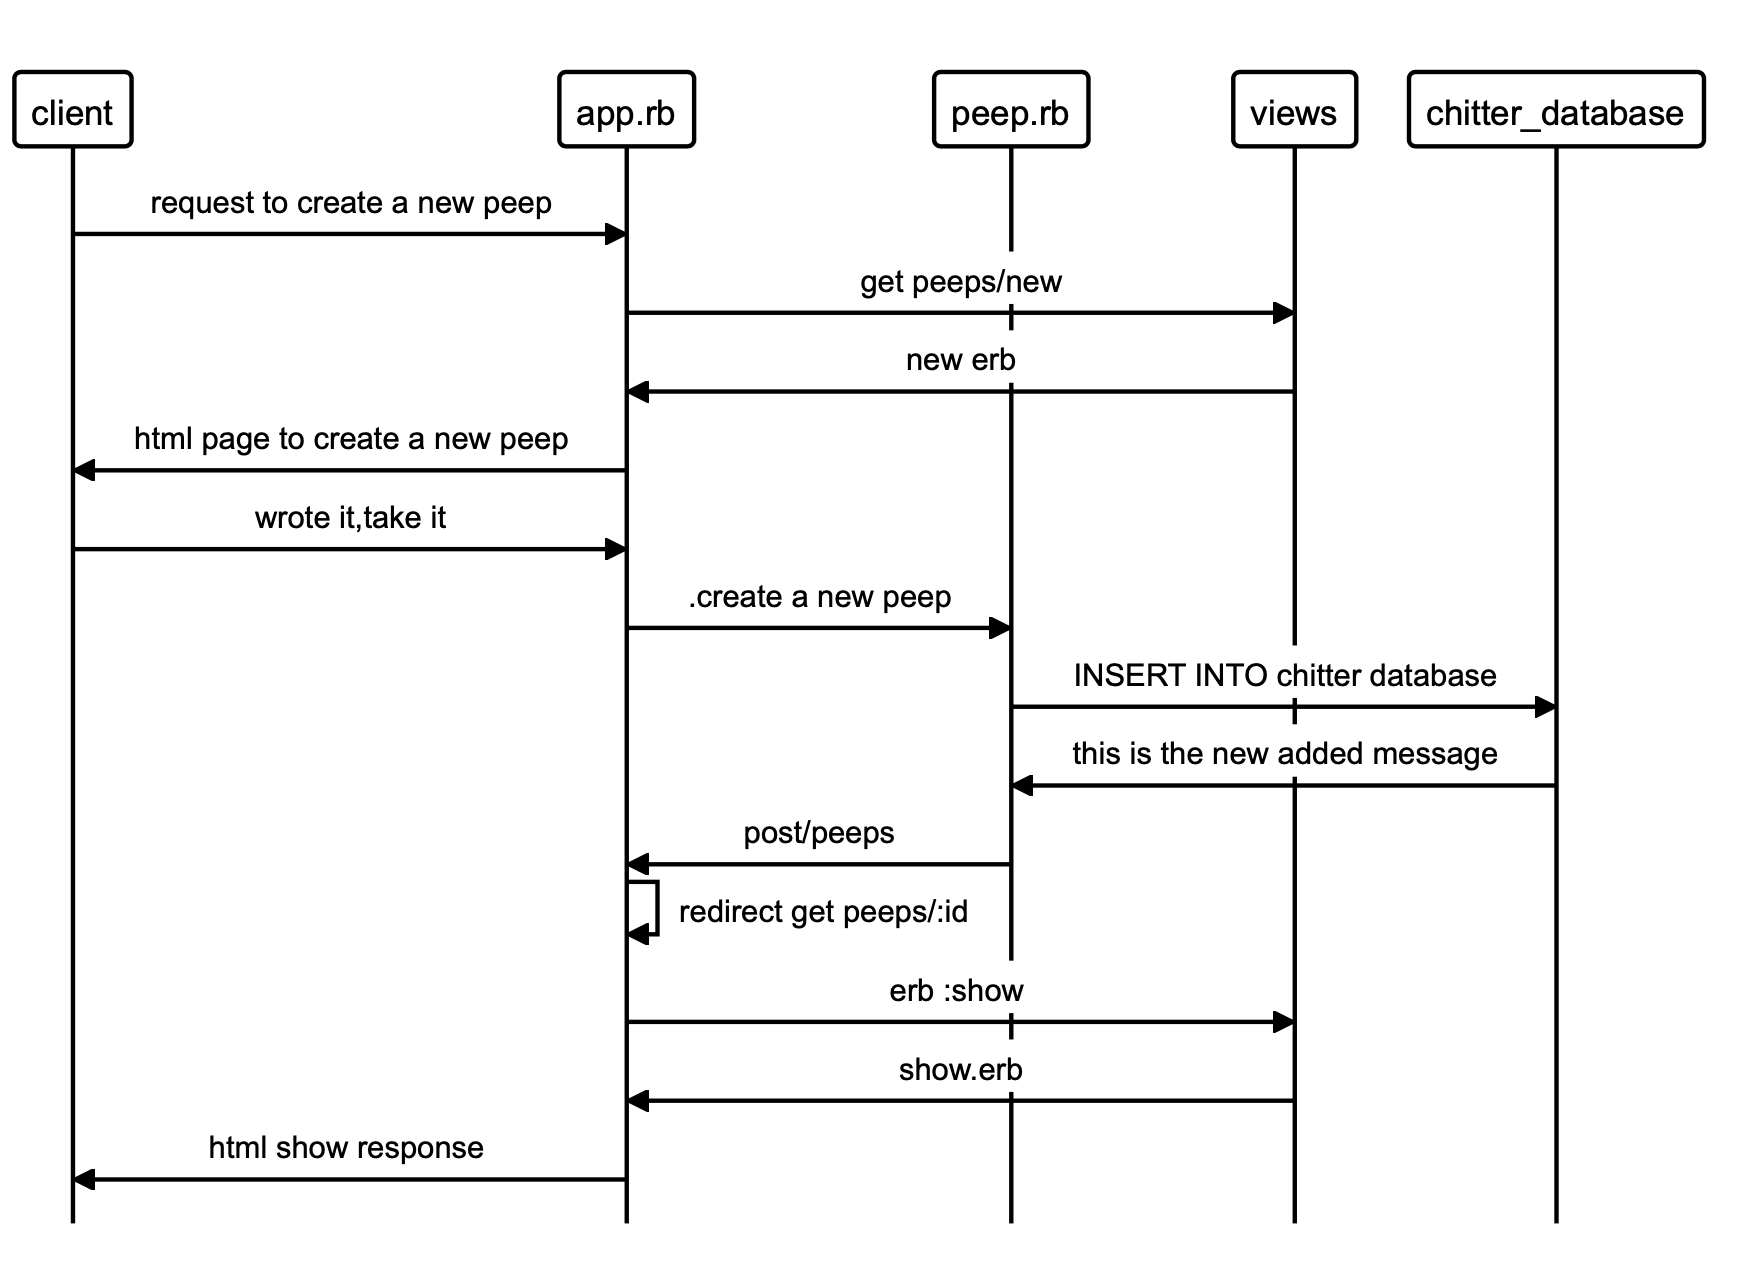 client
app.rb
peep.rb
views
chitter_database
request to create a new peep
get peeps/new
new erb
html page to create a new peep
wrote it,take it
.create a new peep
INSERT INTO chitter database
this is the new added message
post/peeps
redirect get peeps/:id
erb :show
show.erb
html show response